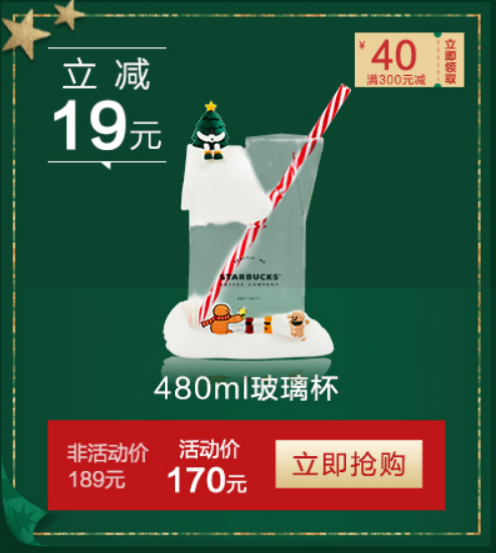 立减
19元
¥40
满300元减
立即领取
STARBUCKS
COFFEE COMPANY
480ml玻璃杯
非活动价
189元
活动价
170元
立即抢购